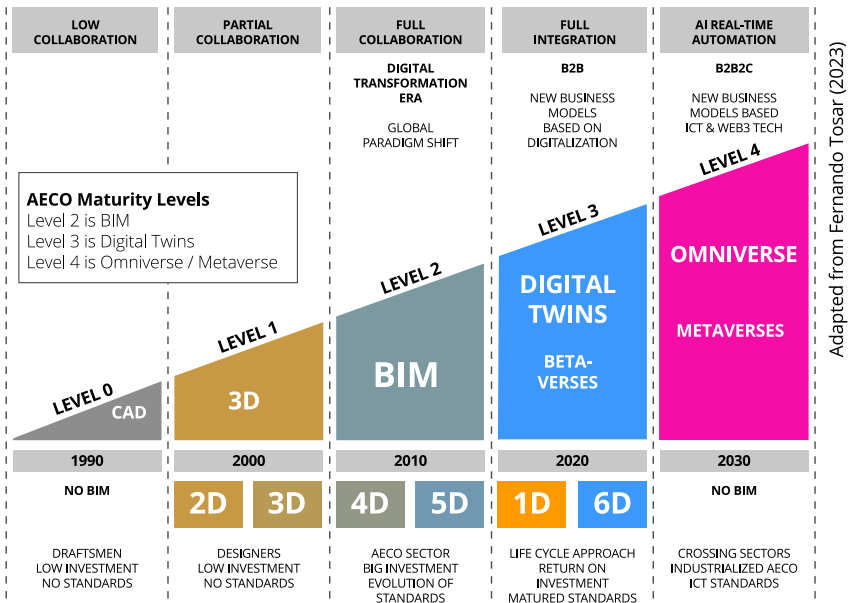 LOW
COLLABORATION
PARTIAL
COLLABORATION
FULL
COLLABORATION
FULL
INTEGRATION
AI REAL-TIME
AUTOMATION
DIGITAL
TRANSFORMATION
ERA
GLOBAL
PARADIGM SHIFT
B2B
NEW BUSINESS
MODELS
BASED ON
DIGITALIZATION
B2B2C
NEW BUSINESS
MODELS BASED
ICT & WEB3 TECH
Adapted from Fernando Tosar (2023)
AECO Maturity Levels
Level 2 is BIM
Level 3 is Digital Twins
Level 4 is Omniverse / Metaverse
LEVEL 0
CAD
LEVEL 1
3D
LEVEL 2
BIM
LEVEL 3
DIGITAL
TWINS
BETA-
VERSES
LEVEL 4
OMNIVERSE
METAVERSES
1990
2000
2010
2020
2030
NO BIM
2D
3D
4D
5D
1D
6D
NO BIM
DRAFTSMEN
LOW INVESTMENT
NO STANDARDS
DESIGNERS
LOW INVESTMENT
NO STANDARDS
AECO SECTOR
BIG INVESTMENT
EVOLUTION OF
STANDARDS
LIFE CYCLE APPROACH
RETURN ON
INVESTMENT
MATURED STANDARDS
CROSSING SECTORS
INDUSTRIALIZED AECO
ICT STANDARDS